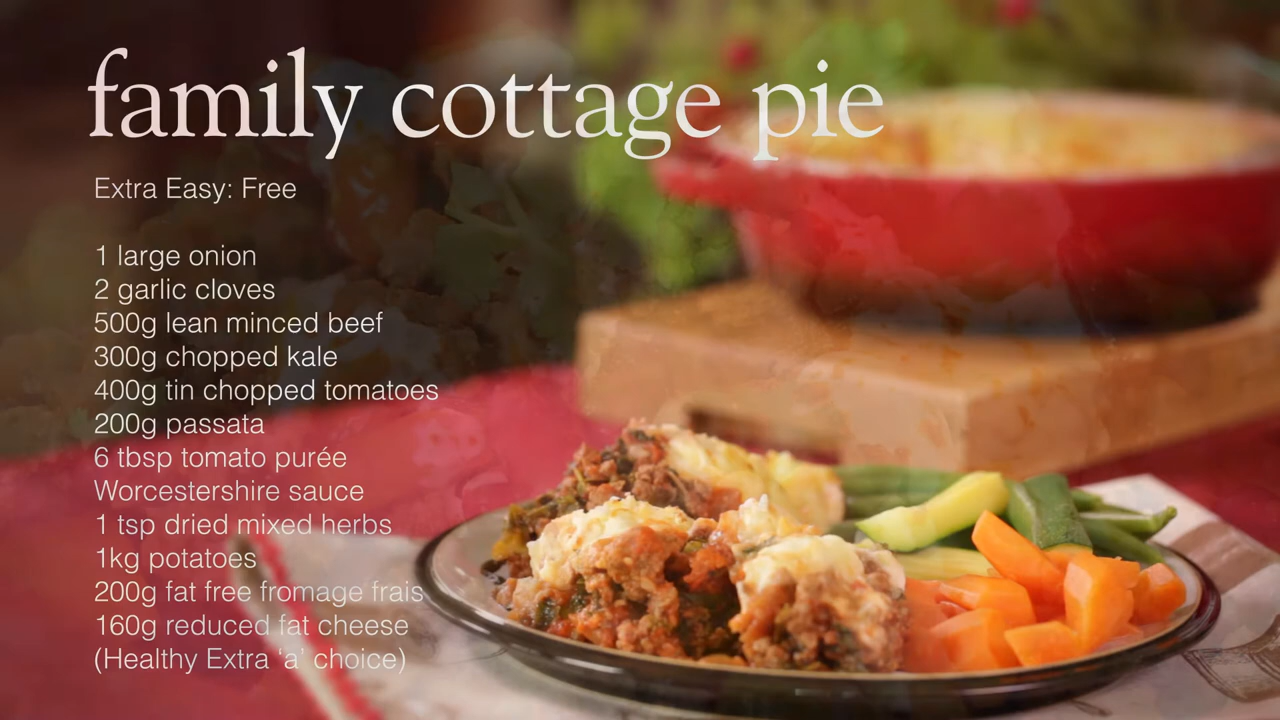 family cottage pie
Extra Easy: Free
1 large onion
2 garlic cloves
500g lean minced beef
300g chopped kale
400g tin chopped tomatoes
200g passata
6 tbsp tomato purée
Worcestershire sauce
1 tsp dried mixed herbs
1kg potatoes
200g fat free fromage frais
160g reduced fat cheese
(Healthy Extra ‘a’ choice)